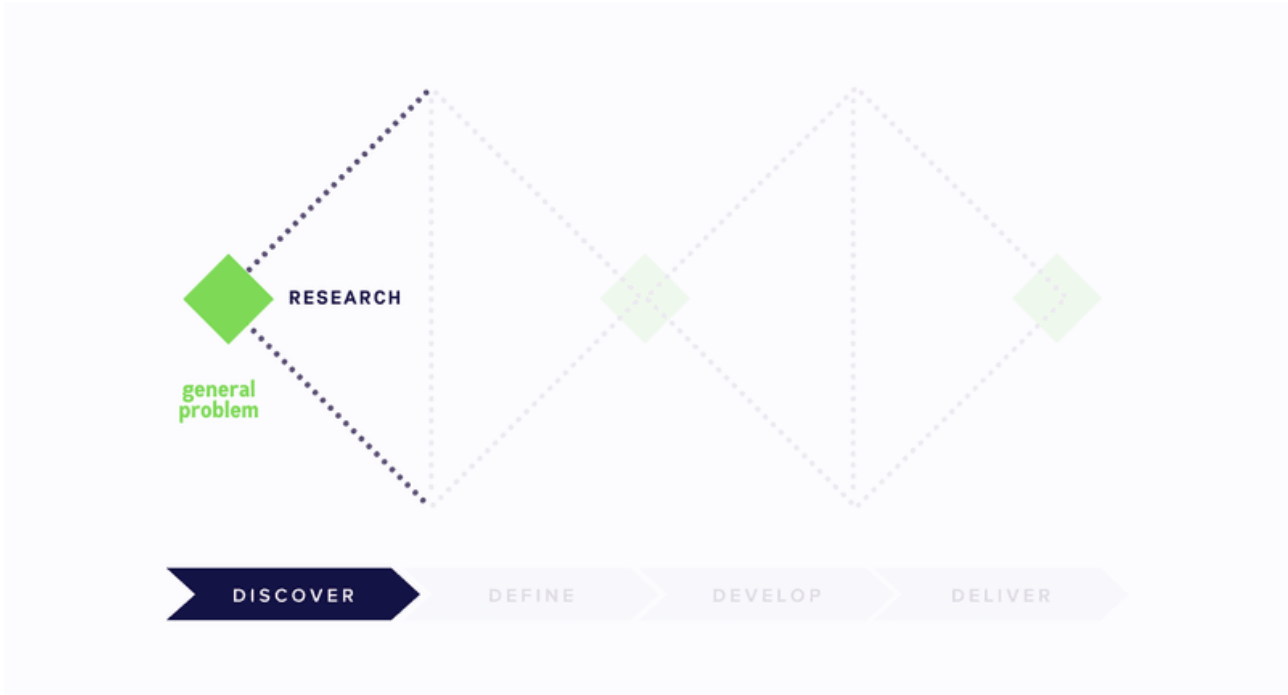 RESEARCH
general
problem
DISCOVER
DEFINE
DEVELOP
DELIVER